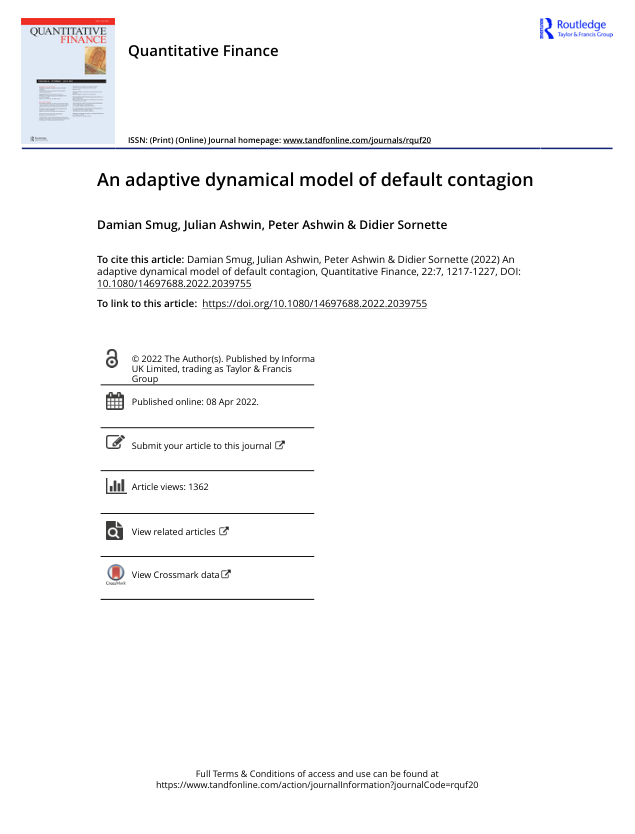 QUANTITATIVE
FINANCE
Routledge
Taylor & Francis Group
Quantitative Finance
ISSN: (Print) (Online) Journal homepage: www.tandfonline.com/journals/rquf20
An adaptive dynamical model of default contagion
Damian Smug, Julian Ashwin, Peter Ashwin & Didier Sornette
To cite this article: Damian Smug, Julian Ashwin, Peter Ashwin & Didier Sornette (2022) An
adaptive dynamical model of default contagion, Quantitative Finance, 22:7, 1217-1227, DOI:
10.1080/14697688.2022.2039755
To link to this article: https://doi.org/10.1080/14697688.2022.2039755
© 2022 The Author(s). Published by Informa
UK Limited, trading as Taylor & Francis
Group
Published online: 08 Apr 2022.
Submit your article to this journal
Article views: 1362
View related articles
View Crossmark data
CrossMark
Full Terms & Conditions of access and use can be found at
https://www.tandfonline.com/action/journalInformation?journalCode=rquf20